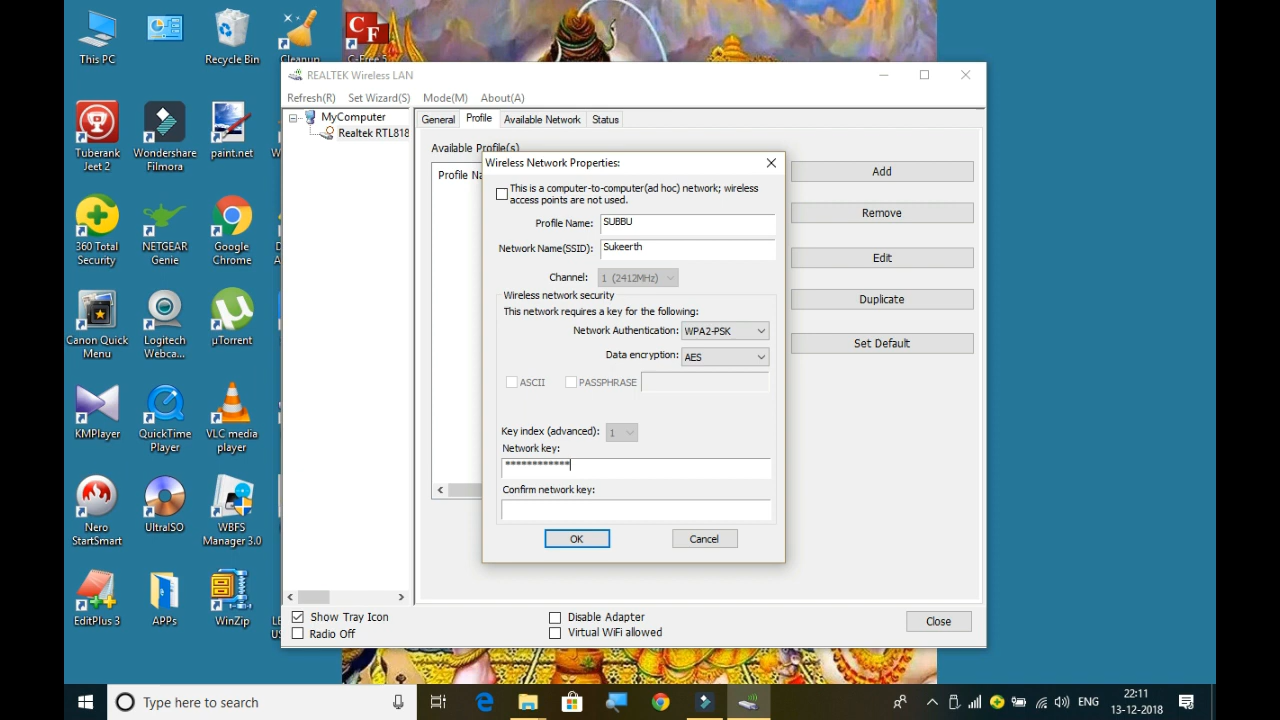 This PC
Recycle Bin
Cleanup
CF
C-Free 5
Tuberank
Jeet 2
Wondershare
Filmora
paint.net
W
360 Total
Security
NETGEAR
Genie
Google
Chrome
Canon Quick
Menu
Logitech
Webca...
µTorrent
KMPlayer
QuickTime
Player
VLC media
player
Nero
StartSmart
UltraISO
WBFS
Manager 3.0
EditPlus 3
APPs
WinZip
REALTEK Wireless LAN
Refresh(R) Set Wizard(S) Mode(M) About(A)
MyComputer
Realtek RTL818
General Profile Available Network Status
Available Profile(s)
Profile Na
Add
Remove
Edit
Duplicate
Set Default
Wireless Network Properties:
This is a computer-to-computer(ad hoc) network; wireless
access points are not used.
Profile Name: SUBBU
Network Name(SSID): Sukeerth
Channel: 1 (2412MHz)
Wireless network security
This network requires a key for the following:
Network Authentication: WPA2-PSK
Data encryption: AES
ASCII PASSPHRASE
Key index (advanced): 1
Network key:
************
Confirm network key:
OK Cancel
Show Tray Icon
Radio Off
Disable Adapter
Virtual WiFi allowed
Close
Type here to search
ENG
22:11
13-12-2018